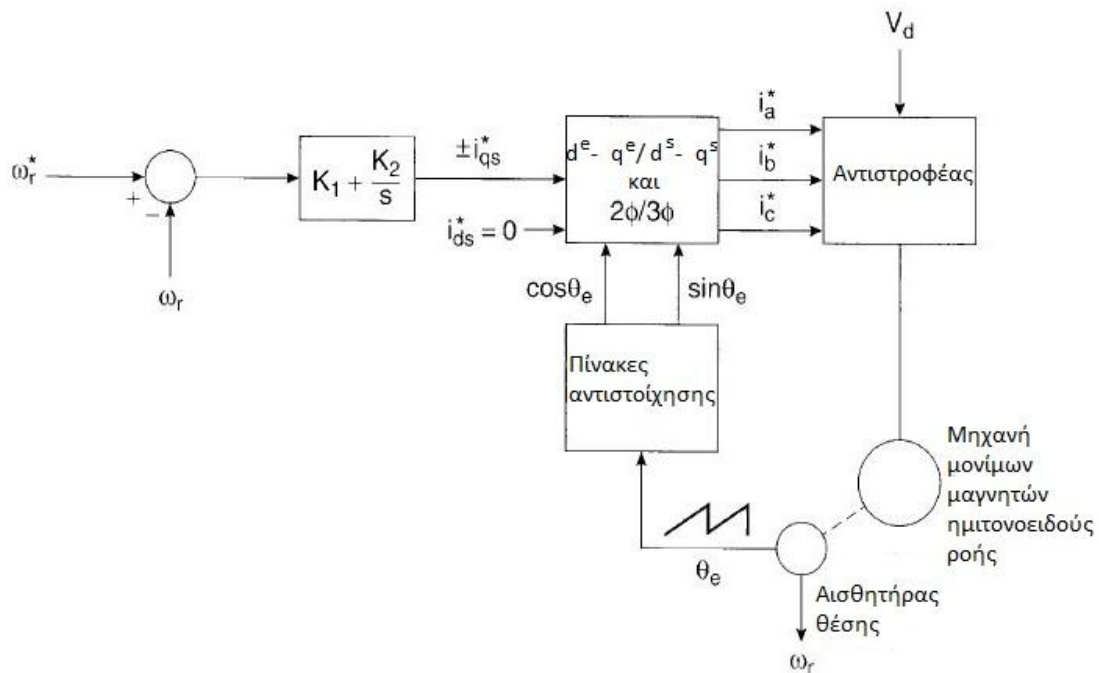 V_d
i_a^*
i_b^*
i_c^*
ω_r^*
+
−
K_1 + K_2/s
±i_qs^*
i_ds^* = 0
d^e- q^e/d^s- q^s
και
2ϕ/3ϕ
Αντιστροφέας
ω_r
cosθ_e
sinθ_e
Πίνακες
αντιστοίχησης
Μηχανή
μονίμων
μαγνητών
ημιτονοειδούς
ροής
θ_e
Αισθητήρας
θέσης
ω_r